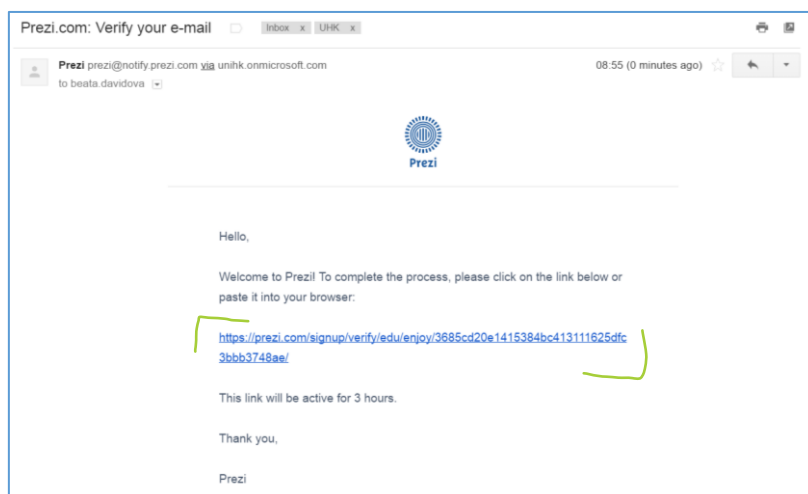 Prezi.com: Verify your e-mail Inbox x UHK x
Prezi prezi@notify.prezi.com via unihk.onmicrosoft.com 08:55 (0 minutes ago)
to beata.davidova
Prezi
Hello,
Welcome to Prezi! To complete the process, please click on the link below or
paste it into your browser:
https://prezi.com/signup/verify/edu/enjoy/3685cd20e1415384bc413111625dfc
3bbb3748ae/
This link will be active for 3 hours.
Thank you,
Prezi